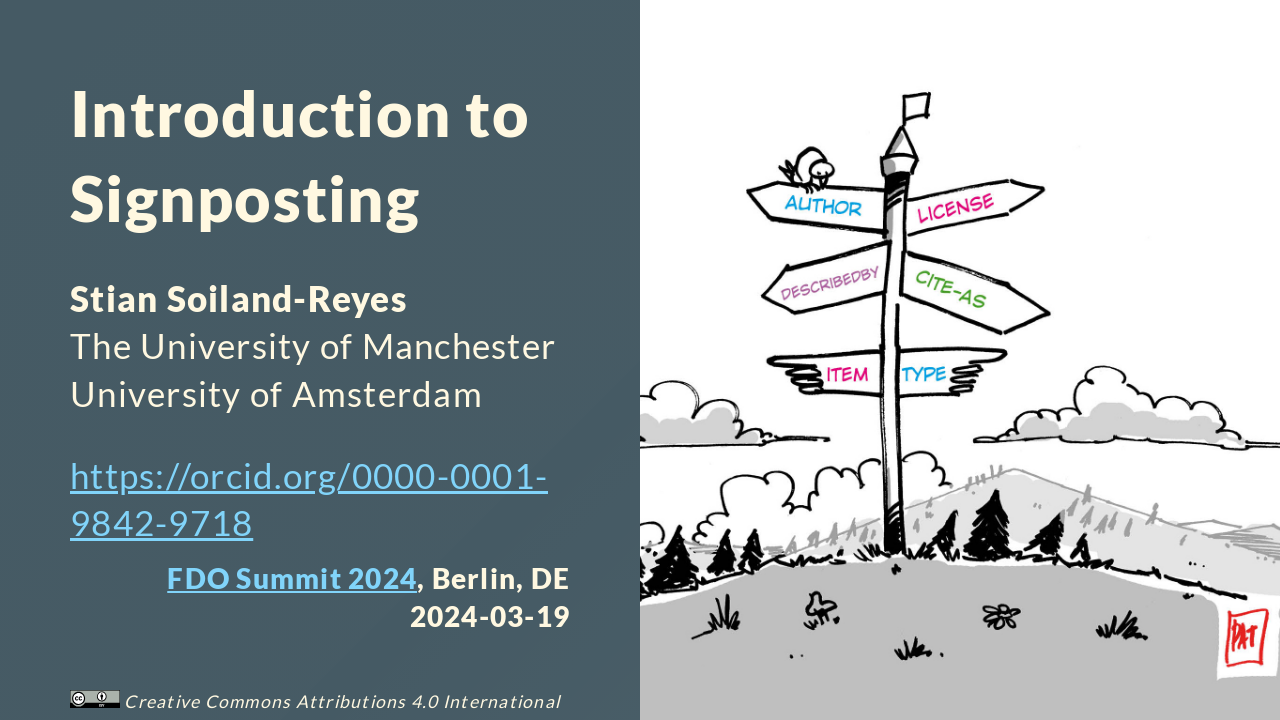 Introduction to
Signposting
Stian Soiland-Reyes
The University of Manchester
University of Amsterdam
https://orcid.org/0000-0001-
9842-9718
FDO Summit 2024, Berlin, DE
2024-03-19
CC BY Creative Commons Attributions 4.0 International
AUTHOR
LICENSE
DESCRIBEDBY
CITE-AS
ITEM
TYPE
PAT